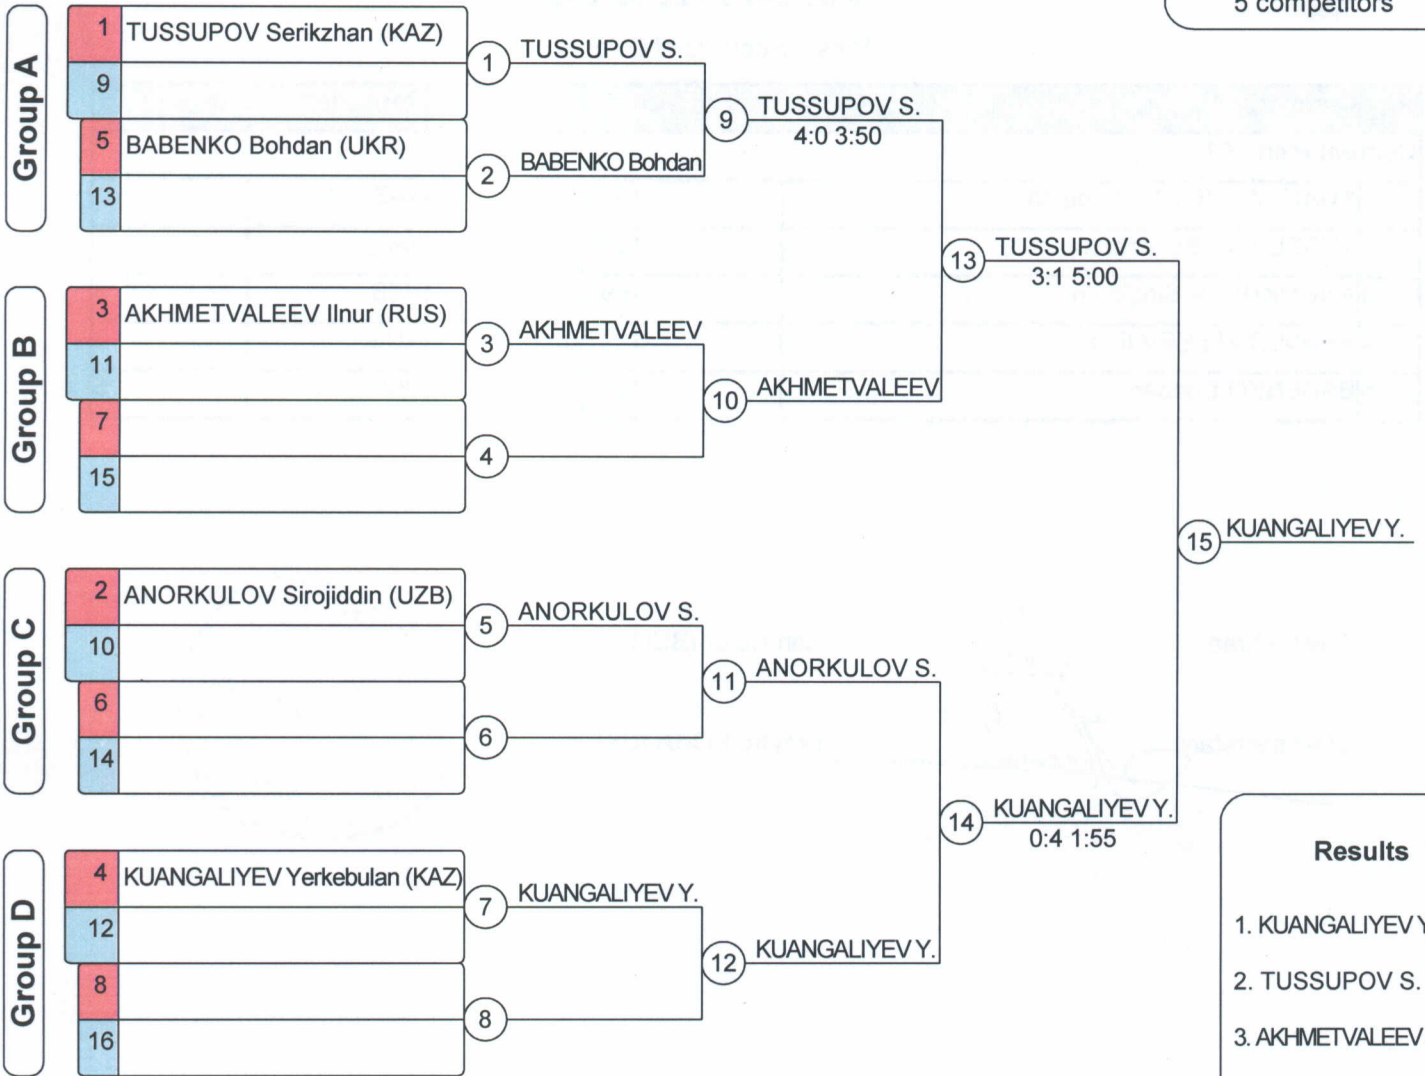 5 competitors
Group A
1 TUSSUPOV Serikzhan (KAZ)
9
5 BABENKO Bohdan (UKR)
13
1 TUSSUPOV S.
2 BABENKO Bohdan
9 TUSSUPOV S.
4:0 3:50
Group B
3 AKHMETVALEEV Ilnur (RUS)
11
7
15
3 AKHMETVALEEV
4
10 AKHMETVALEEV
13 TUSSUPOV S.
3:1 5:00
15 KUANGALIYEV Y.
Group C
2 ANORKULOV Sirojiddin (UZB)
10
6
14
5 ANORKULOV S.
6
11 ANORKULOV S.
14 KUANGALIYEV Y.
0:4 1:55
Group D
4 KUANGALIYEV Yerkebulan (KAZ)
12
8
16
7 KUANGALIYEV Y.
8
12 KUANGALIYEV Y.
Results
1. KUANGALIYEV Y
2. TUSSUPOV S.
3. AKHMETVALEEV